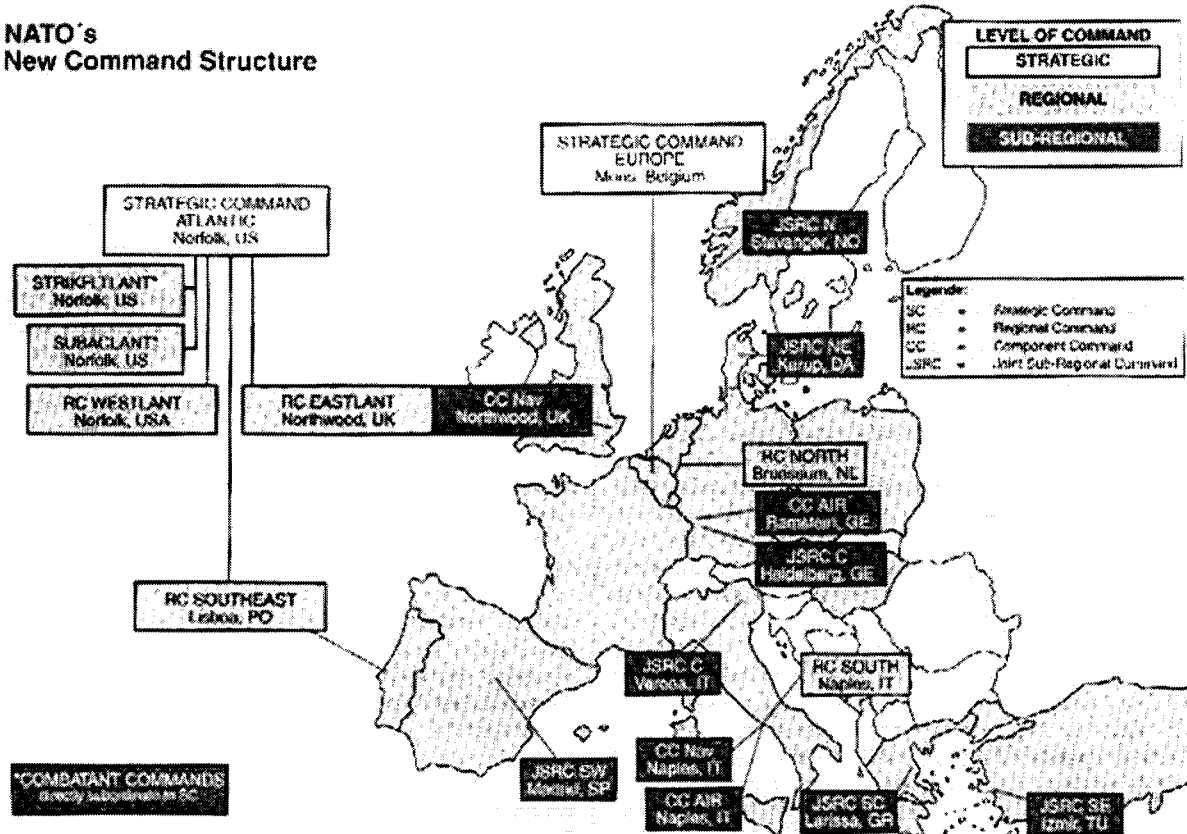 NATO´s
New Command Structure
LEVEL OF COMMAND
STRATEGIC
REGIONAL
SUB-REGIONAL
STRATEGIC COMMAND
EUROPE
Mons, Belgium
STRATEGIC COMMAND
ATLANTIC
Norfolk, US
STRIKFLTLANT*
Norfolk, US
SUBACLANT*
Norfolk, US
RC WESTLANT
Norfolk, USA
RC EASTLANT
Northwood, UK
CC Nav
Northwood, UK
JSRC N
Stavanger, NO
Legende:
SC = Strategic Command
RC = Regional Command
CC = Component Command
JSRC = Joint Sub-Regional Command
JSRC NE
Karup, DA
RC NORTH
Brunssum, NL
CC AIR
Ramstein, GE
JSRC C
Heidelberg, GE
RC SOUTHEAST
Lisboa, PO
JSRC C
Verona, IT
RC SOUTH
Naples, IT
CC Nav
Naples, IT
JSRC SW
Madrid, SP
CC AIR
Naples, IT
JSRC SC
Larissa, GR
JSRC SE
Izmir, TU
*COMBATANT COMMANDS
directly subordinate to SC